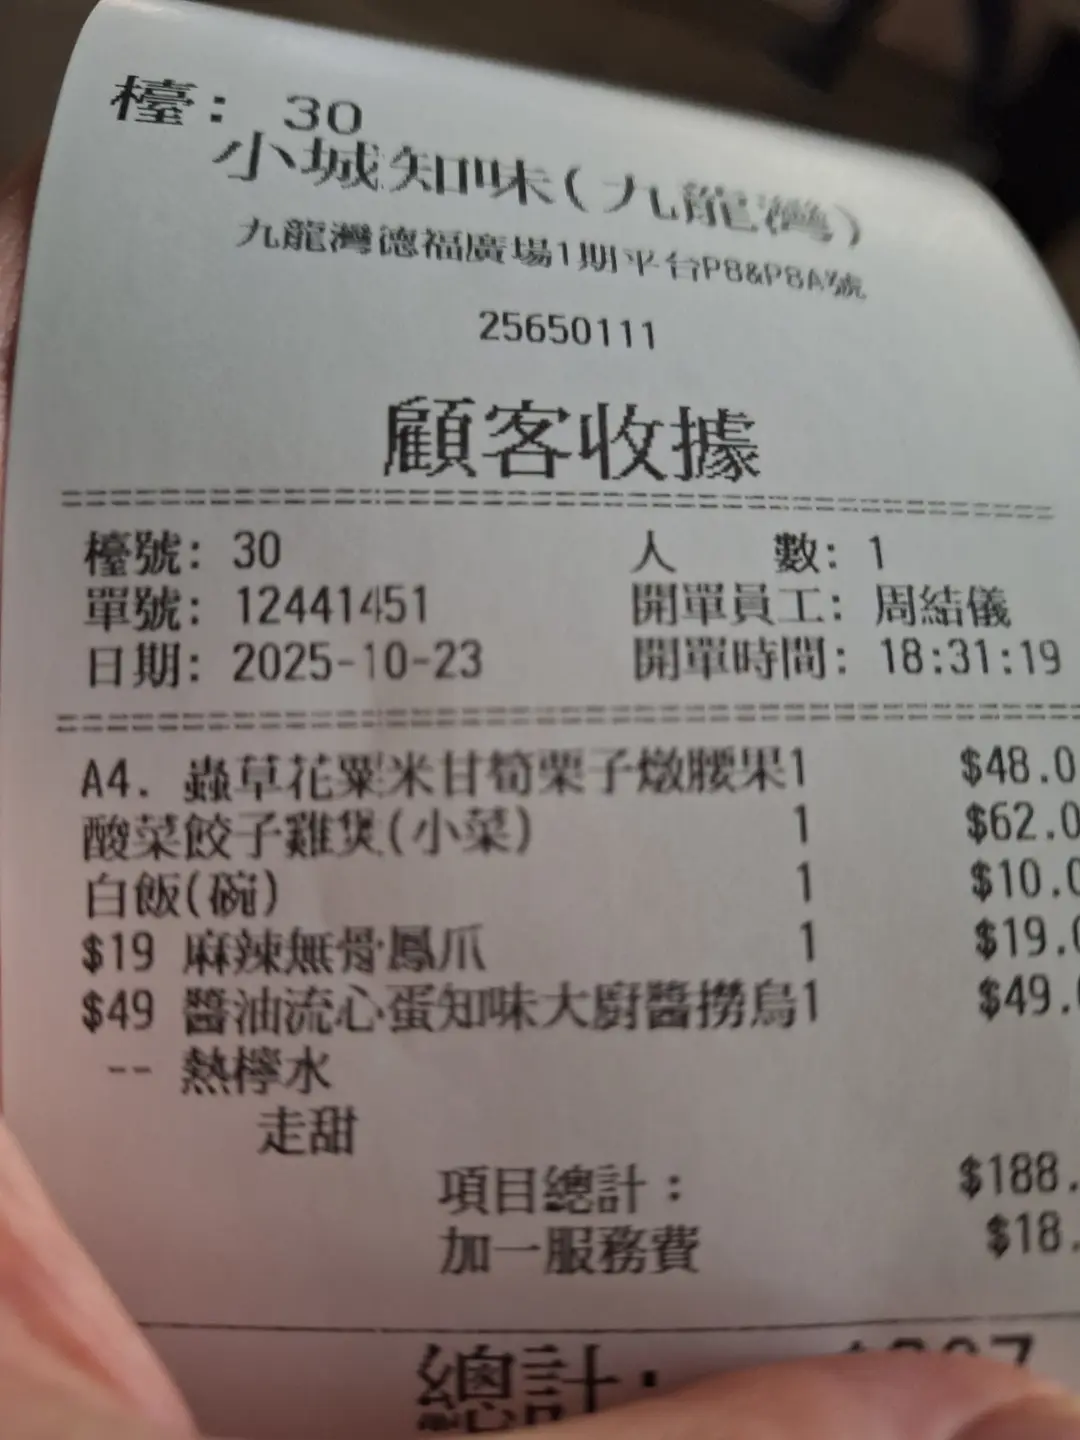 檯: 30
小城知味(九龍灣)
九龍灣德福廣場1期平台P8&P8A號
25650111
顧客收據
檯號: 30 人 數: 1
單號: 12441451 開單員工: 周結儀
日期: 2025-10-23 開單時間: 18:31:19
A4. 蟲草花粟米甘筍栗子燉腰果1 $48.0
酸菜餃子雞煲(小菜) 1 $62.0
白飯(碗) 1 $10.0
$19 麻辣無骨鳳爪 1 $19.0
$49 醬油流心蛋知味大廚醬撈烏1 $49.
-- 熱檸水
走甜
項目總計: $188.
加一服務費 $18.
總計: